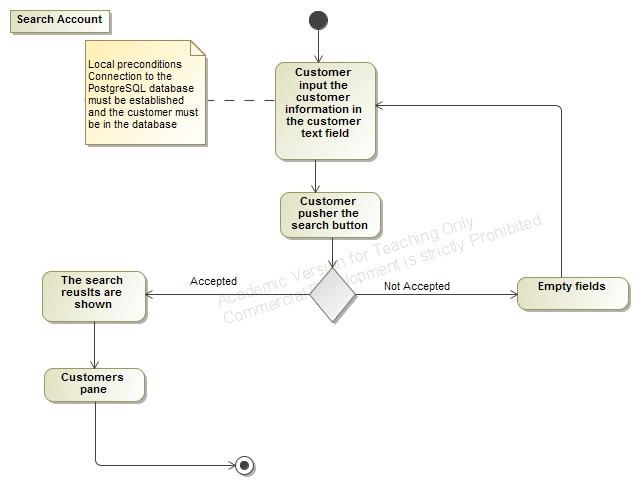 Search Account
Local preconditions
Connection to the
PostgreSQL database
must be established
and the customer must
be in the database
Customer
input the
customer
information in
the customer
text field
Customer
pusher the
search button
Academic Version for Teaching Only
Commercial Development is strictly Prohibited
Accepted
Not Accepted
The search
reuslts are
shown
Empty fields
Customers
pane